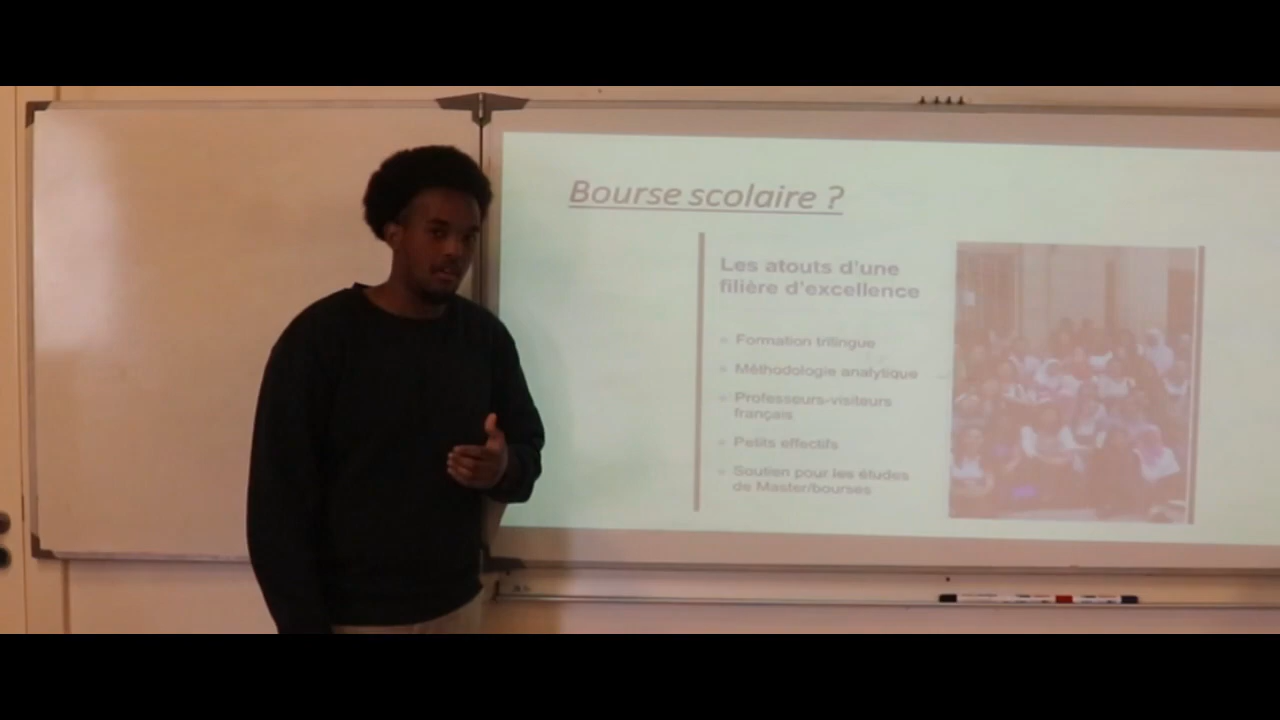 Bourse scolaire ?
Les atouts d'une
filière d'excellence
Formation trilingue
Méthodologie analytique
Professeurs-visiteurs
français
Petits effectifs
Soutien pour les études
de Master/bourses